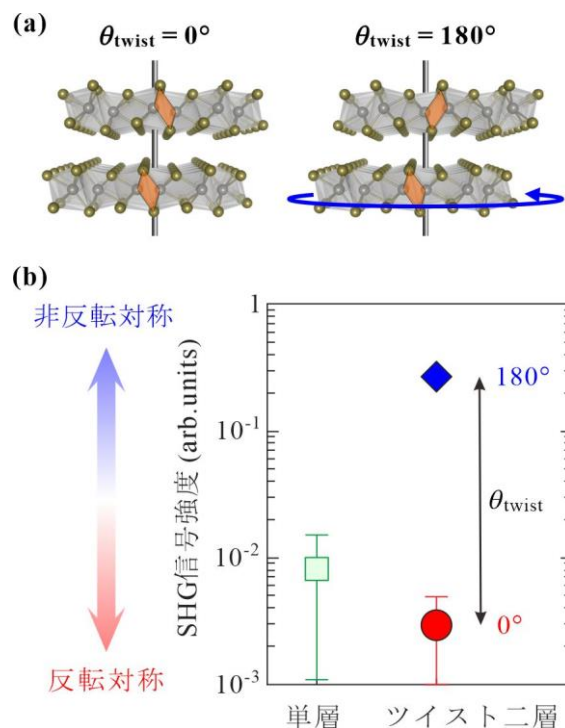 (a)
θtwist = 0°
θtwist = 180°
(b)
非反転対称
反転対称
SHG信号強度 (arb.units)
1
10⁻¹
10⁻²
10⁻³
180°
θtwist
0°
単層
ツイスト二層